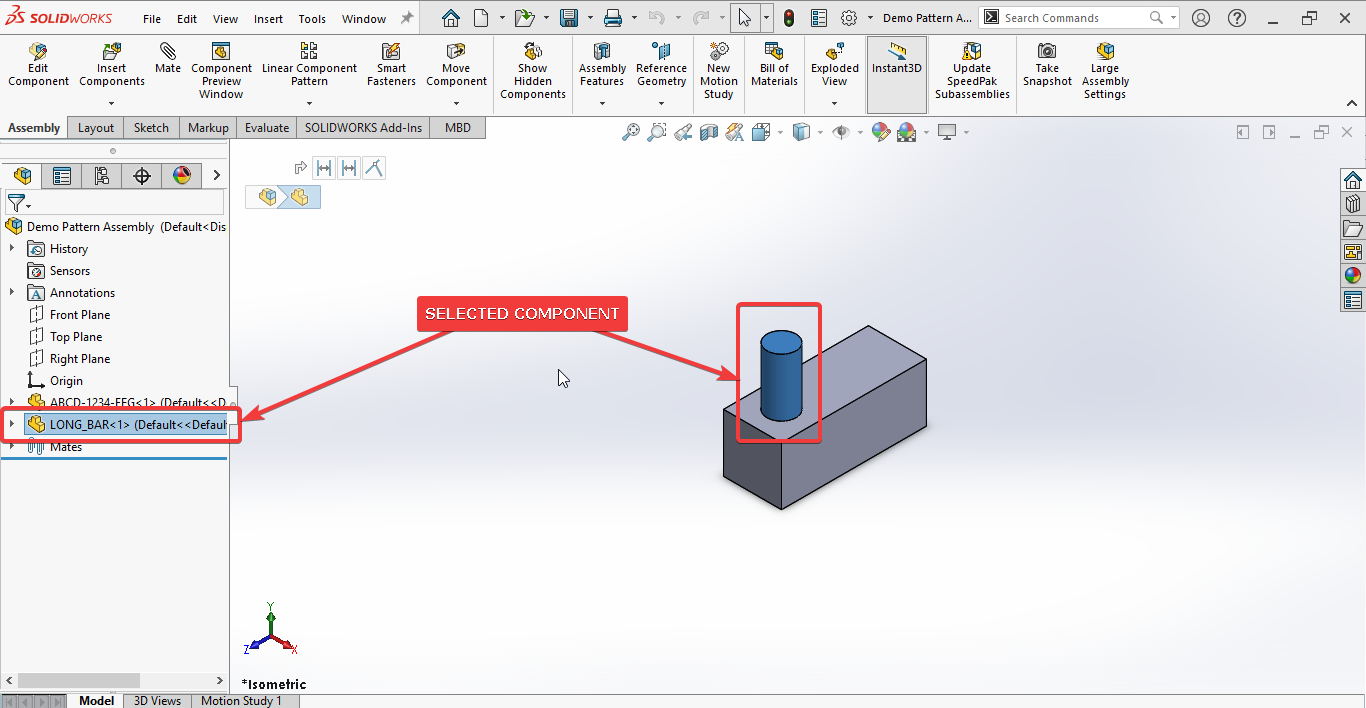 SOLIDWORKS File Edit View Insert Tools Window Demo Pattern A... Search Commands
Edit Component
Insert Components
Mate
Component Preview Window
Linear Component Pattern
Smart Fasteners
Move Component
Show Hidden Components
Assembly Features
Reference Geometry
New Motion Study
Bill of Materials
Exploded View
Instant3D
Update SpeedPak Subassemblies
Take Snapshot
Large Assembly Settings
Assembly Layout Sketch Markup Evaluate SOLIDWORKS Add-Ins MBD
Demo Pattern Assembly (Default<Dis
History
Sensors
A Annotations
Front Plane
Top Plane
Right Plane
Origin
ABCD-1234-EFG<1> (Default<<D
LONG_BAR<1> (Default<<Defaul
Mates
SELECTED COMPONENT
Y
Z X
*Isometric
Model 3D Views Motion Study 1